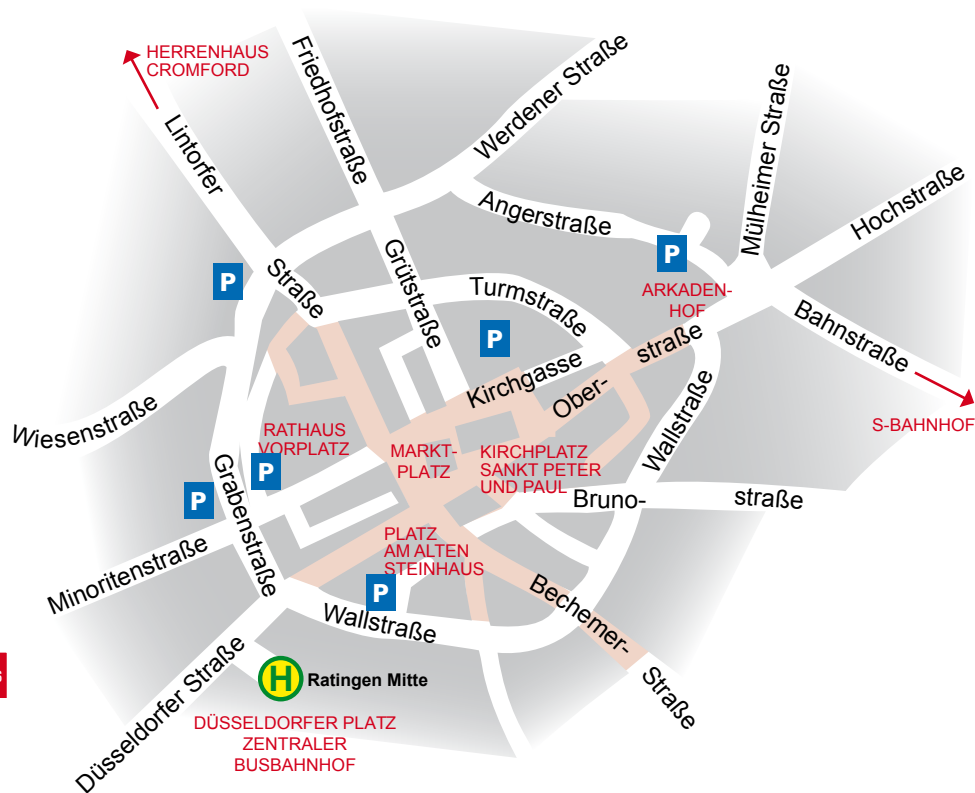 HERRENHAUS
CROMFORD
Friedhofstraße
Werdener Straße
Mülheimer Straße
Lintorfer
Straße
Angerstraße
Hochstraße
Grütstraße
P
P
ARKADEN-
HOF
Turmstraße
Bahnstraße
P
Kirchgasse
Ober-
straße
Wallstraße
S-BAHNHOF
Wiesenstraße
RATHAUS
VORPLATZ
MARKT-
PLATZ
KIRCHPLATZ
SANKT PETER
UND PAUL
P
P
Grabenstraße
Bruno-
straße
Minoritenstraße
PLATZ
AM ALTEN
STEINHAUS
P
Wallstraße
Bechemer-
Straße
Düsseldorfer Straße
H
Ratingen Mitte
DÜSSELDORFER PLATZ
ZENTRALER
BUSBAHNHOF